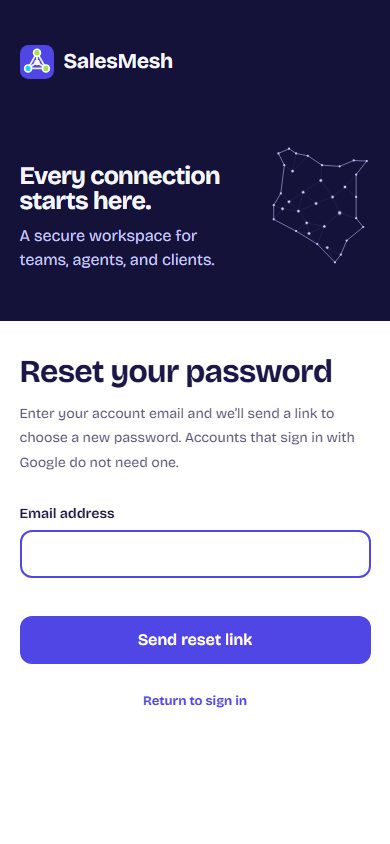 SalesMesh
Every connection
starts here.
A secure workspace for
teams, agents, and clients.
Reset your password
Enter your account email and we’ll send a link to
choose a new password. Accounts that sign in with
Google do not need one.
Email address
Send reset link
Return to sign in